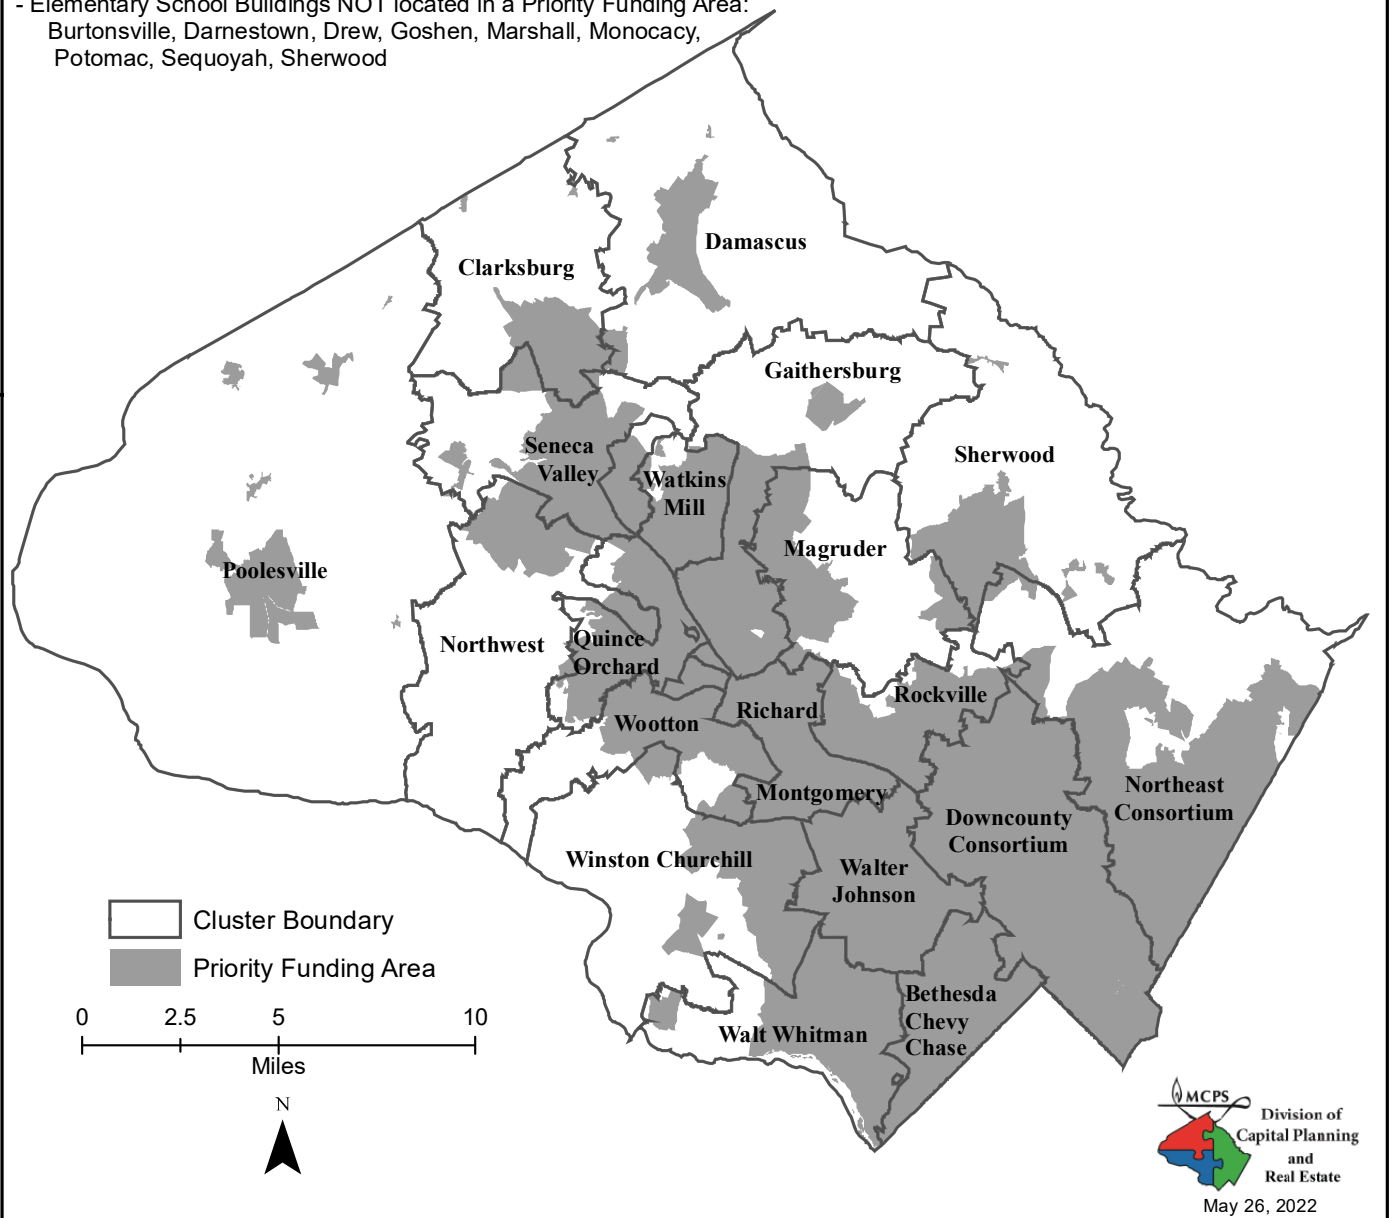 - Elementary School Buildings NOT located in a Priority Funding Area:
Burtonsville, Darnestown, Drew, Goshen, Marshall, Monocacy,
Potomac, Sequoyah, Sherwood
Damascus
Clarksburg
Gaithersburg
Seneca
Valley
Watkins
Mill
Sherwood
Magruder
Poolesville
Northwest
Quince
Orchard
Rockville
Richard
Wootton
Montgomery
Northeast
Consortium
Downcounty
Consortium
Winston Churchill
Walter
Johnson
Bethesda
Chevy
Chase
Walt Whitman
Cluster Boundary
Priority Funding Area
0 2.5 5 10
Miles
N
MCPS
Division of
Capital Planning
and
Real Estate
May 26, 2022